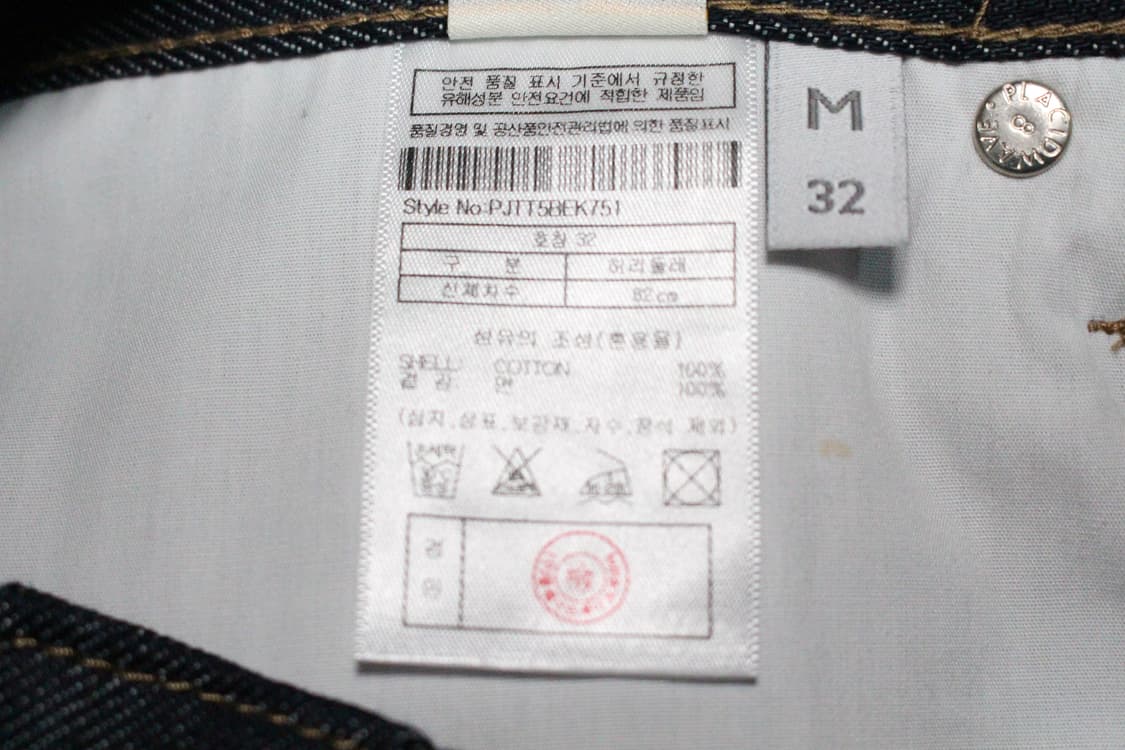 안전 품질 표시 기준에서 규정한
유해성분 안전요건에 적합한 제품임
품질경영 및 공산품안전관리법에 의한 품질표시
Style No:PJTT5BEK751
호칭 32
구 분 허리둘레
신체치수 82cm
섬유의 조성(혼용율)
SHELL: COTTON 100%
겉 감: 면 100%
(심지,상표,보강재,자수,장식 제외)
검
M
32
PLACIDWAVE